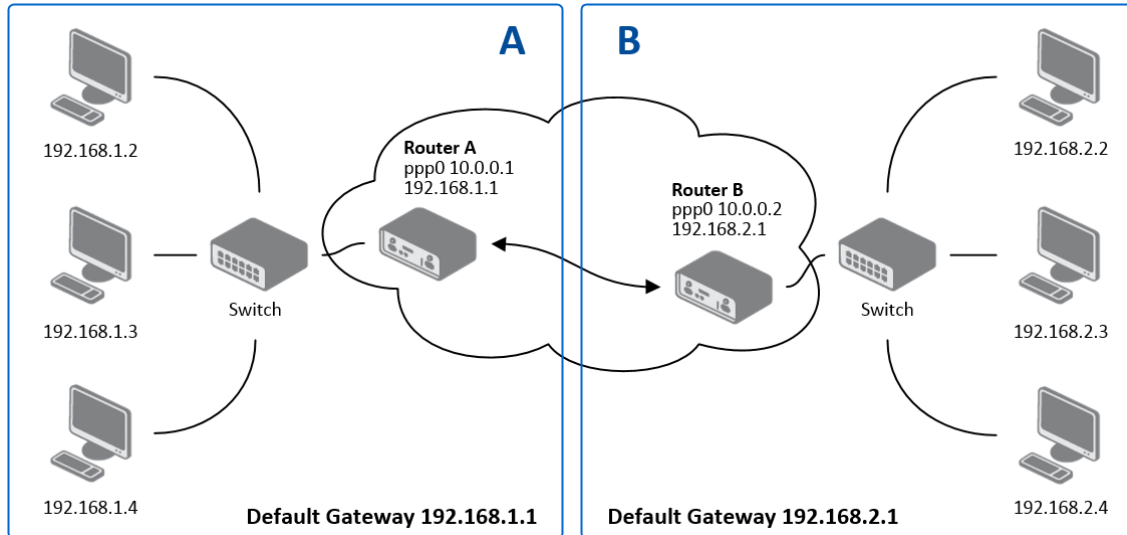 A
B
192.168.1.2
192.168.2.2
Router A
ppp0 10.0.0.1
192.168.1.1
Router B
ppp0 10.0.0.2
192.168.2.1
Switch
Switch
192.168.1.3
192.168.2.3
192.168.1.4
192.168.2.4
Default Gateway 192.168.1.1
Default Gateway 192.168.2.1